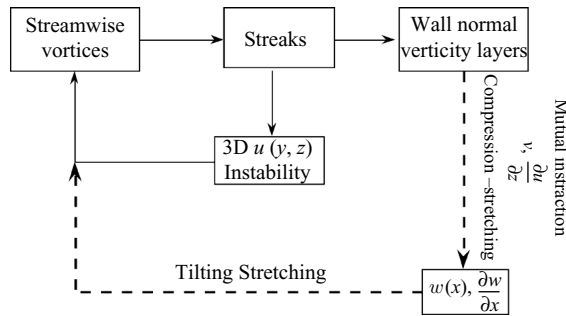 Streamwise
vortices
Streaks
Wall normal
verticity layers
3D u (y, z)
Instability
Compression–stretching
Mutual instraction
v, ∂u/∂z
Tilting Stretching
w(x), ∂w/∂x